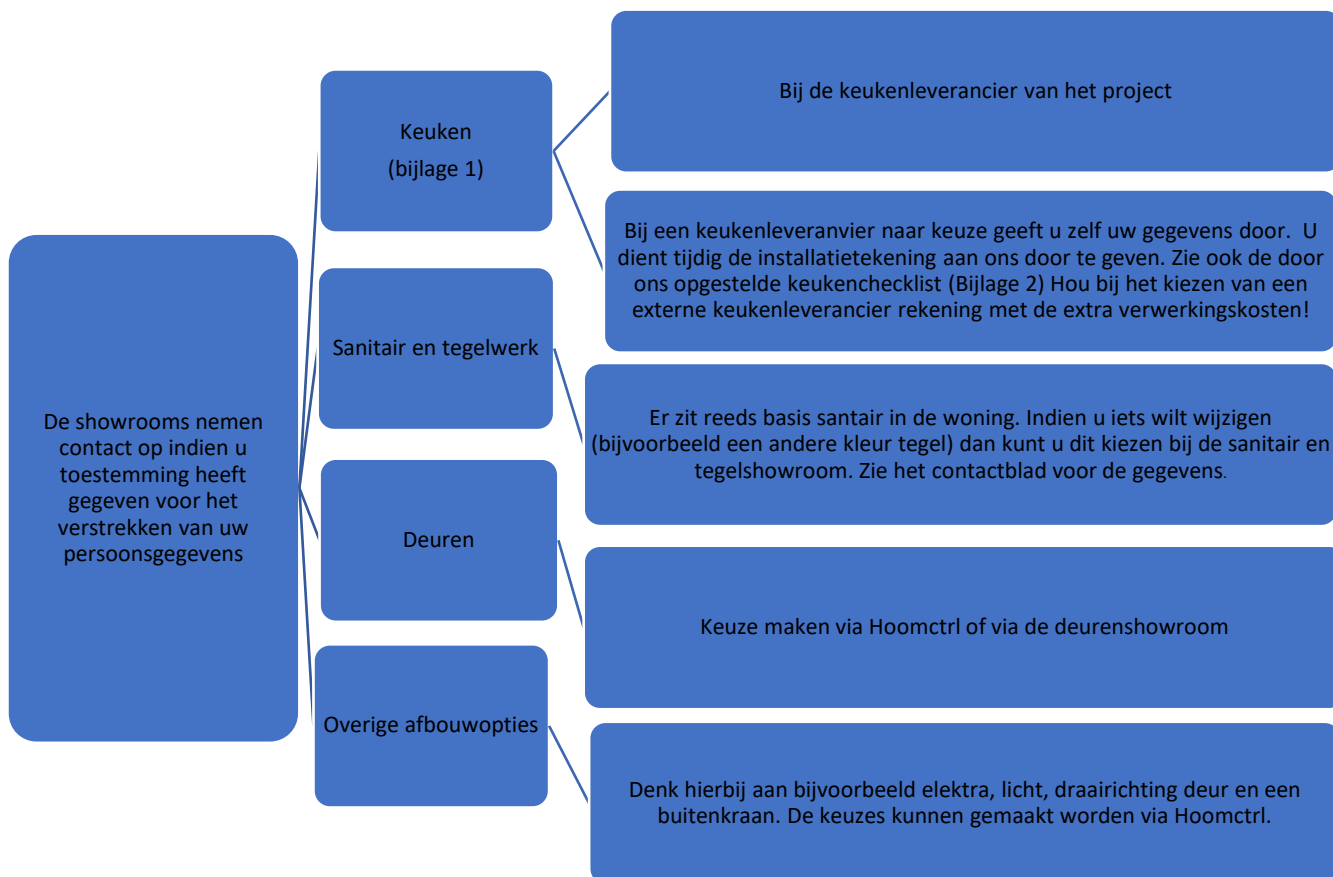 De showrooms nemen
contact op indien u
toestemming heeft
gegeven voor het
verstrekken van uw
persoonsgegevens
Keuken
(bijlage 1)
Bij de keukenleverancier van het project
Bij een keukenleveranvier naar keuze geeft u zelf uw gegevens door.  U
dient tijdig de installatietekening aan ons door te geven. Zie ook de door
ons opgestelde keukenchecklist (Bijlage 2) Hou bij het kiezen van een
externe keukenleverancier rekening met de extra verwerkingskosten!
Sanitair en tegelwerk
Er zit reeds basis santair in de woning. Indien u iets wilt wijzigen
(bijvoorbeeld een andere kleur tegel) dan kunt u dit kiezen bij de sanitair en
tegelshowroom. Zie het contactblad voor de gegevens.
Deuren
Keuze maken via Hoomctrl of via de deurenshowroom
Overige afbouwopties
Denk hierbij aan bijvoorbeeld elektra, licht, draairichting deur en een
buitenkraan. De keuzes kunnen gemaakt worden via Hoomctrl.